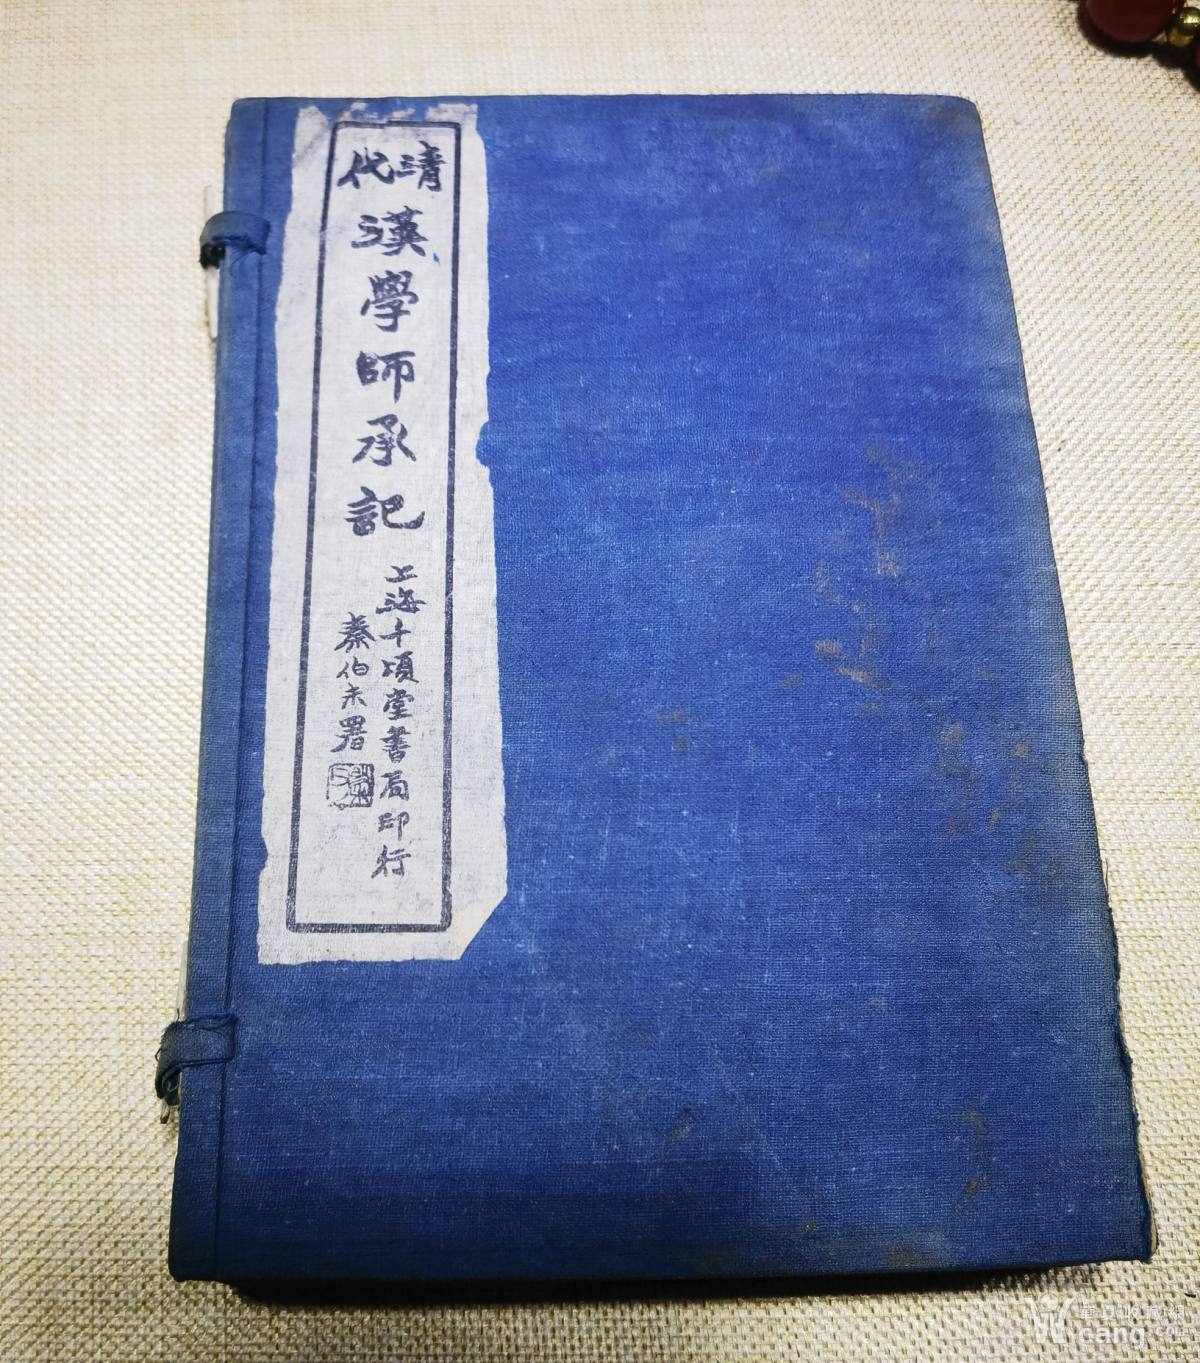 清代
漢學師承記
上海千頃堂書局印行
秦伯未署